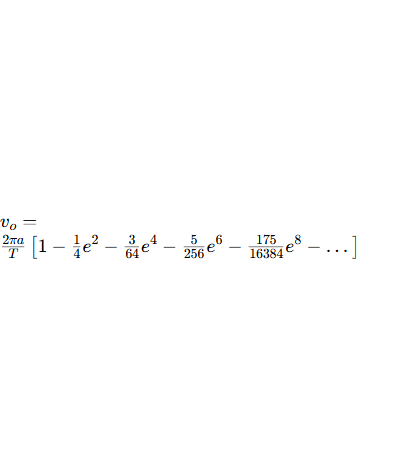 v_o =
\frac{2\pi a}{T} \left[ 1 - \frac{1}{4}e^2 - \frac{3}{64}e^4 - \frac{5}{256}e^6 - \frac{175}{16384}e^8 - \dots \right]